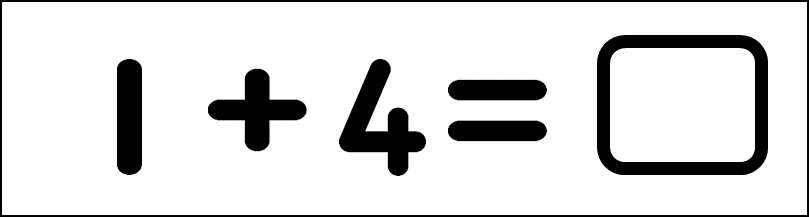 1 + 4 =